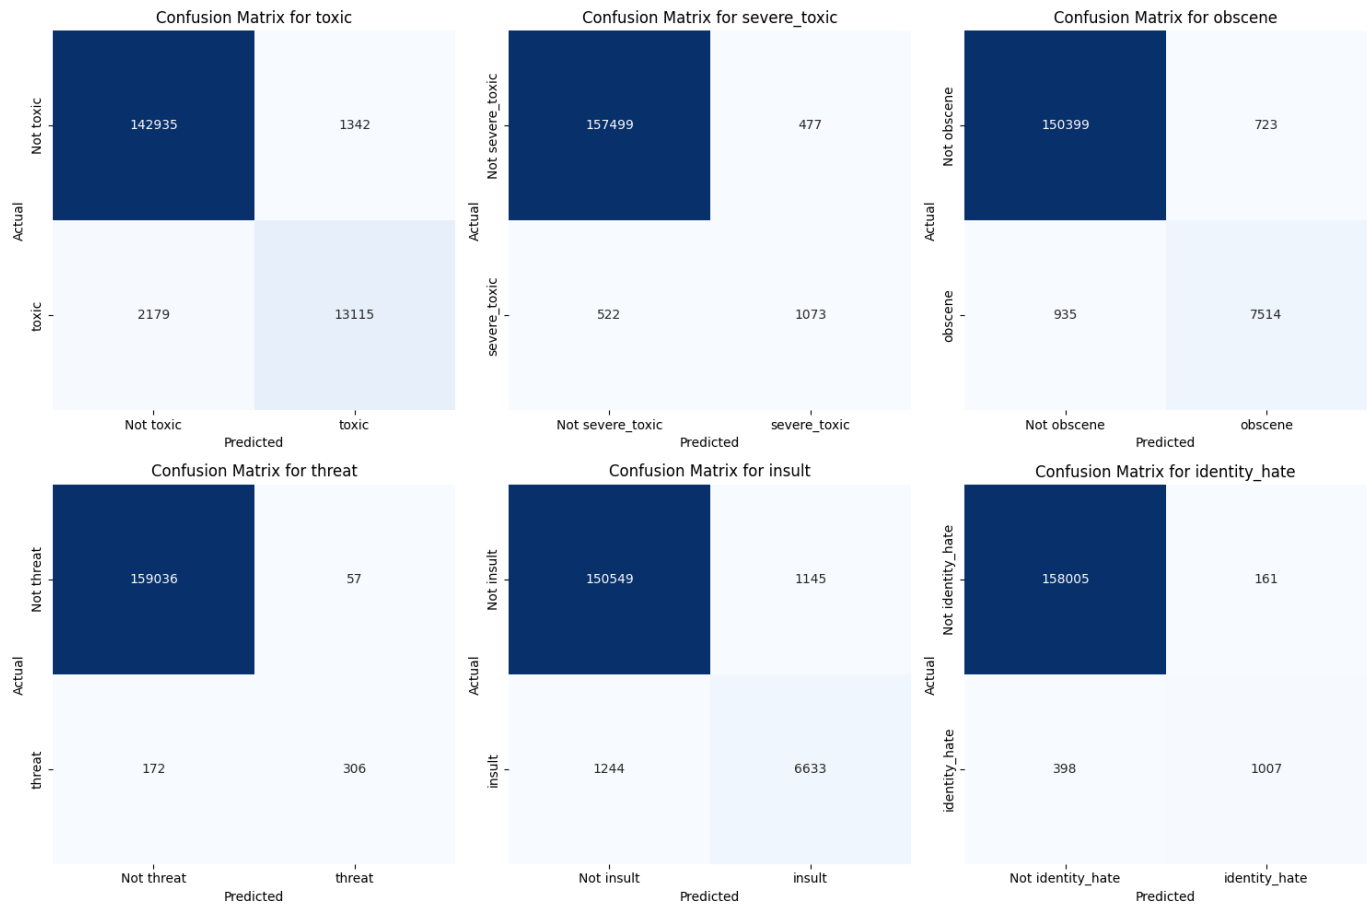 Confusion Matrix for toxic
Actual
Not toxic
toxic
142935 1342
2179 13115
Not toxic toxic
Predicted
Confusion Matrix for severe_toxic
Actual
Not severe_toxic
severe_toxic
157499 477
522 1073
Not severe_toxic severe_toxic
Predicted
Confusion Matrix for obscene
Actual
Not obscene
obscene
150399 723
935 7514
Not obscene obscene
Predicted
Confusion Matrix for threat
Actual
Not threat
threat
159036 57
172 306
Not threat threat
Predicted
Confusion Matrix for insult
Actual
Not insult
insult
150549 1145
1244 6633
Not insult insult
Predicted
Confusion Matrix for identity_hate
Actual
Not identity_hate
identity_hate
158005 161
398 1007
Not identity_hate identity_hate
Predicted